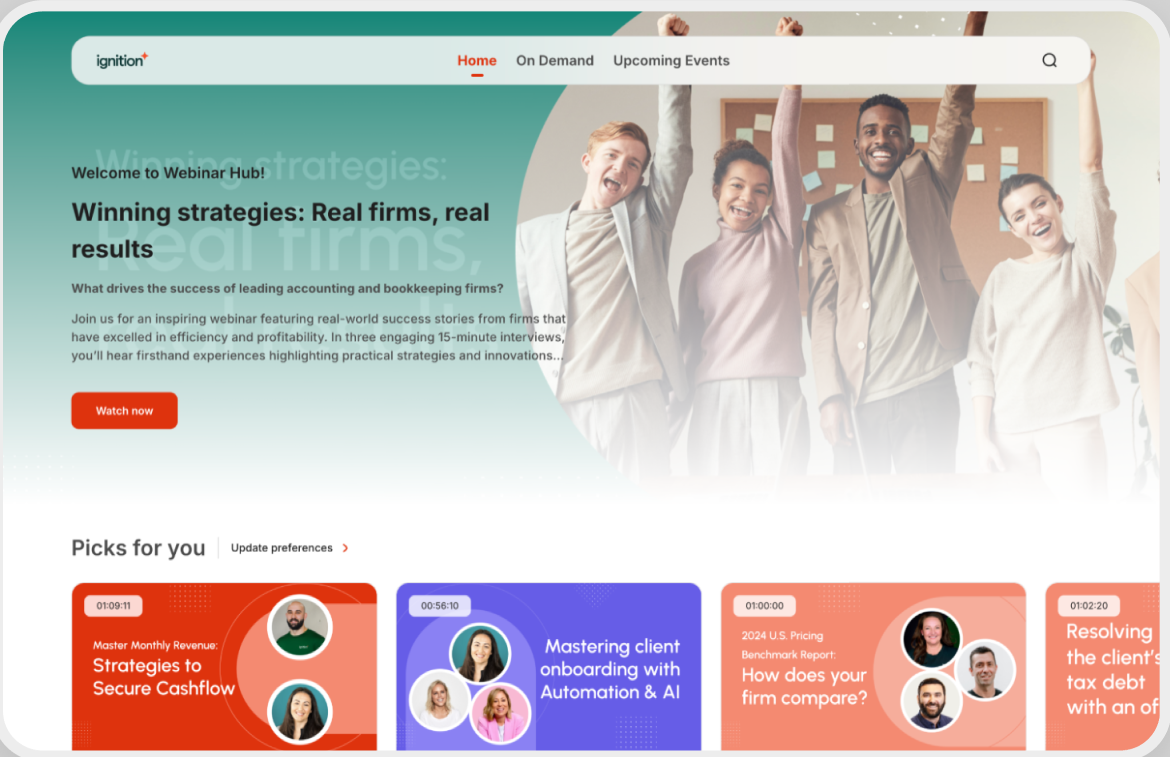 ignition
Home
On Demand
Upcoming Events
Winning strategies:
Welcome to Webinar Hub!
Winning strategies: Real firms, real
results
Real firms,
What drives the success of leading accounting and bookkeeping firms?
Join us for an inspiring webinar featuring real-world success stories from firms that
have excelled in efficiency and profitability. In three engaging 15-minute interviews,
you'll hear firsthand experiences highlighting practical strategies and innovations...
Watch now
Picks for you
Update preferences
01:09:11
Master Monthly Revenue:
Strategies to
Secure Cashflow
00:56:10
Mastering client
onboarding with
Automation & AI
01:00:00
2024 U.S. Pricing
Benchmark Report:
How does your
firm compare?
01:02:20
Resolving
the client's
tax debt
with an of